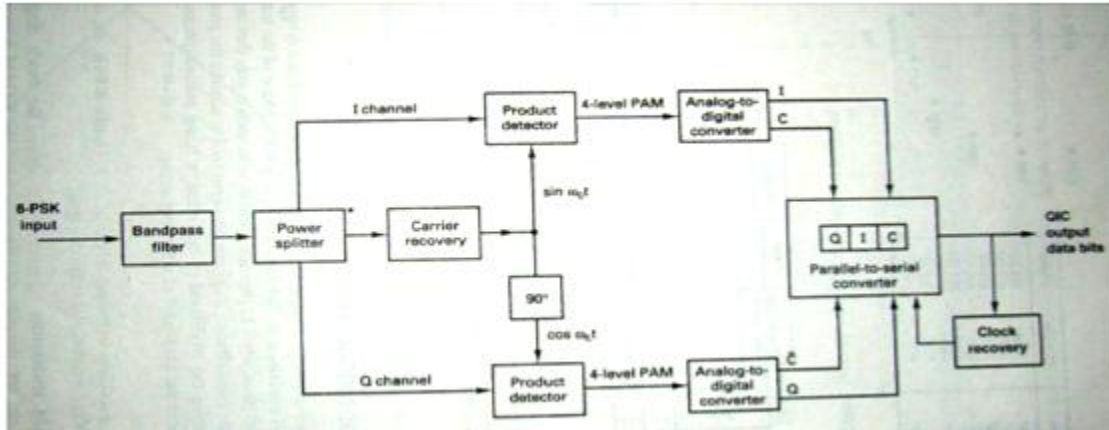 I channel
Product
detector
4-level PAM
Analog-to-
digital
converter
I
C
sin ωct
8-PSK
input
Bandpass
filter
Power
splitter
Carrier
recovery
Q I C
Parallel-to-serial
converter
QIC
output
data bits
90°
cos ωct
Clock
recovery
Q channel
Product
detector
4-level PAM
Analog-to-
digital
converter
C̄
Q